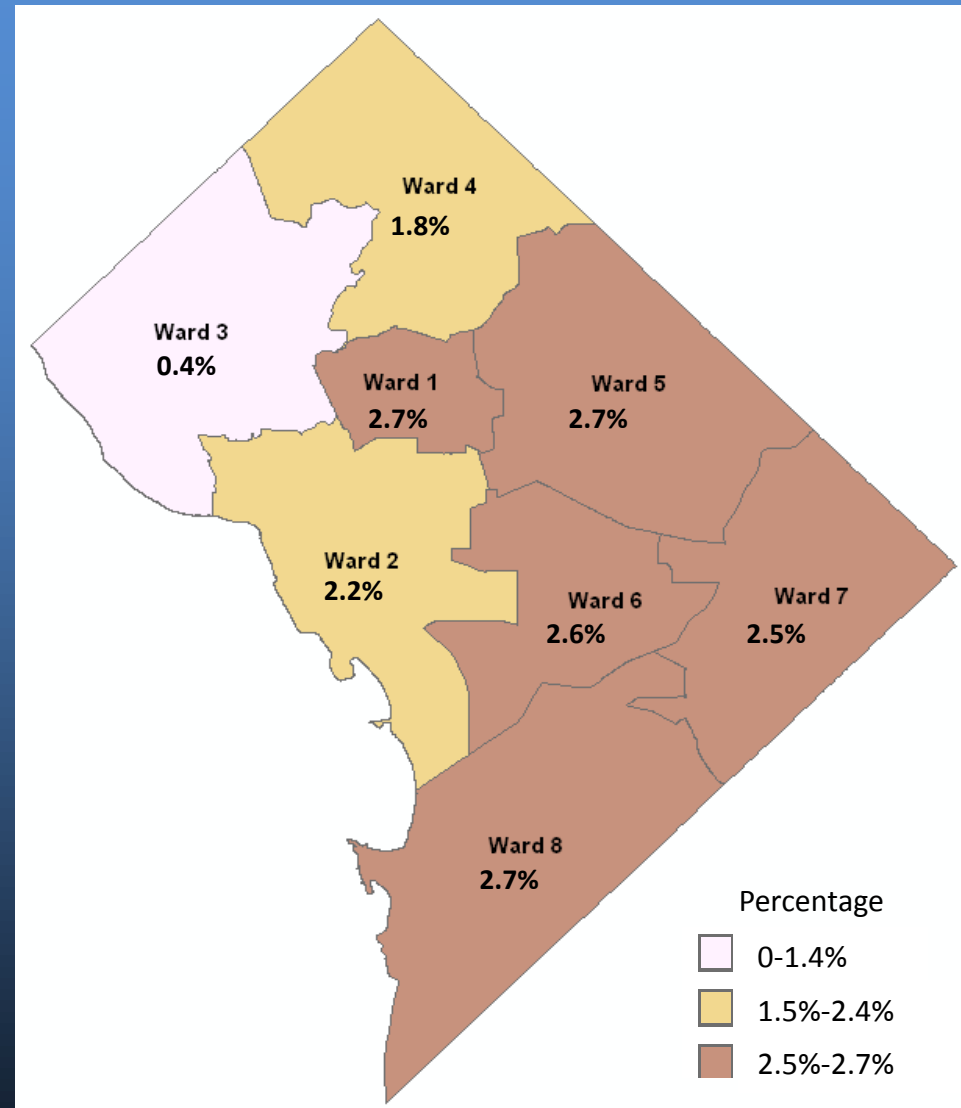 Ward 4
1.8%
Ward 3
0.4%
Ward 1
2.7%
Ward 5
2.7%
Ward 2
2.2%
Ward 6
2.6%
Ward 7
2.5%
Ward 8
2.7%
Percentage
0-1.4%
1.5%-2.4%
2.5%-2.7%